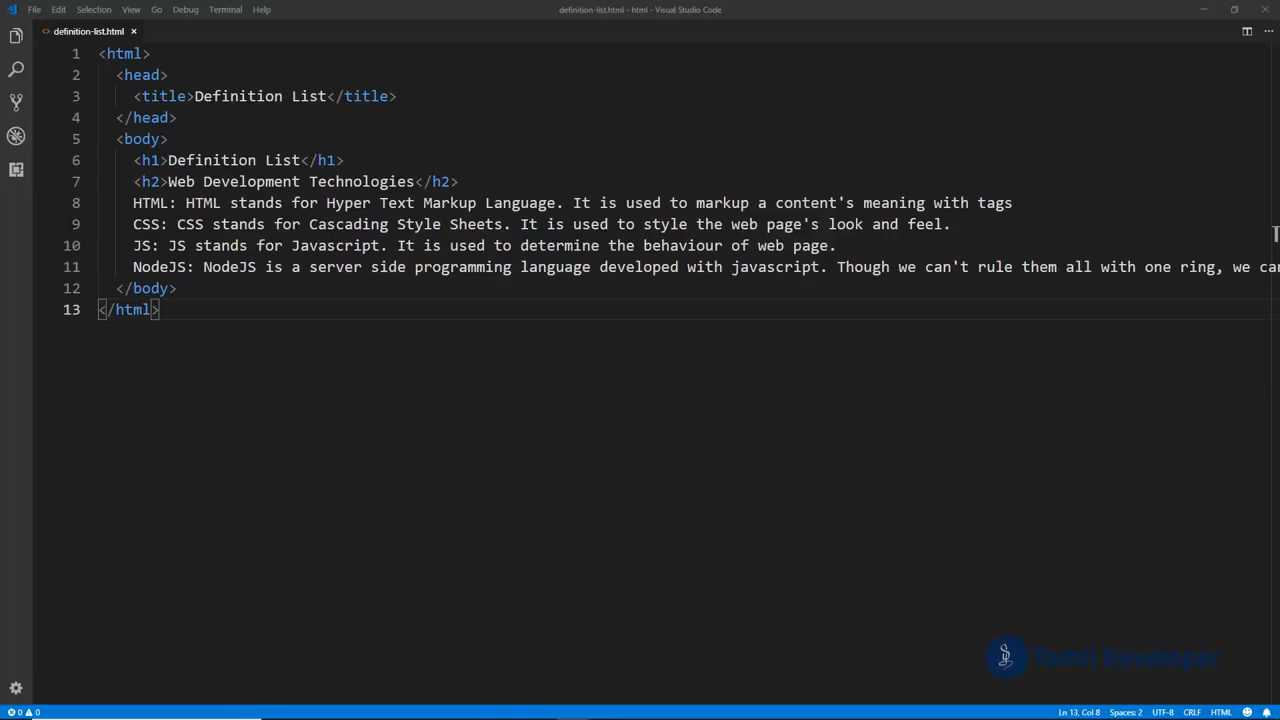 File Edit Selection View Go Debug Terminal Help
definition-list.html - html - Visual Studio Code
<> definition-list.html ×
1 <html>
2 <head>
3 <title>Definition List</title>
4 </head>
5 <body>
6 <h1>Definition List</h1>
7 <h2>Web Development Technologies</h2>
8 HTML: HTML stands for Hyper Text Markup Language. It is used to markup a content's meaning with tags
9 CSS: CSS stands for Cascading Style Sheets. It is used to style the web page's look and feel.
10 JS: JS stands for Javascript. It is used to determine the behaviour of web page.
11 NodeJS: NodeJS is a server side programming language developed with javascript. Though we can't rule them all with one ring, we can
12 </body>
13 </html>
Tamil Developer
0 0
Ln 13, Col 8 Spaces: 2 UTF-8 CRLF HTML